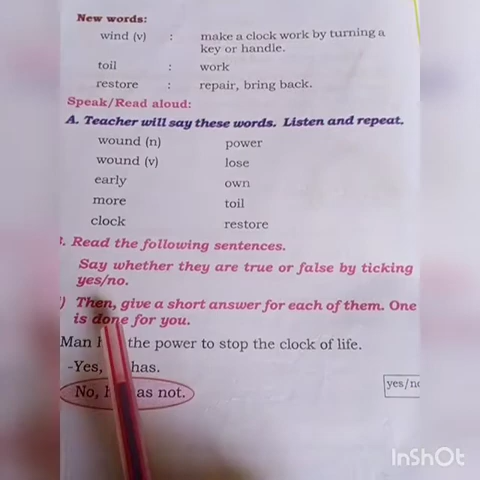 New words:
wind (v) : make a clock work by turning a
key or handle.
toil : work
restore : repair, bring back.
Speak/Read aloud:
A. Teacher will say these words. Listen and repeat.
wound (n) power
wound (v) lose
early own
more toil
clock restore
Read the following sentences.
Say whether they are true or false by ticking
yes/no.
Then, give a short answer for each of them. One
is done for you.
Man the power to stop the clock of life.
-Yes, has.
yes/no
No, has not.
InShOt